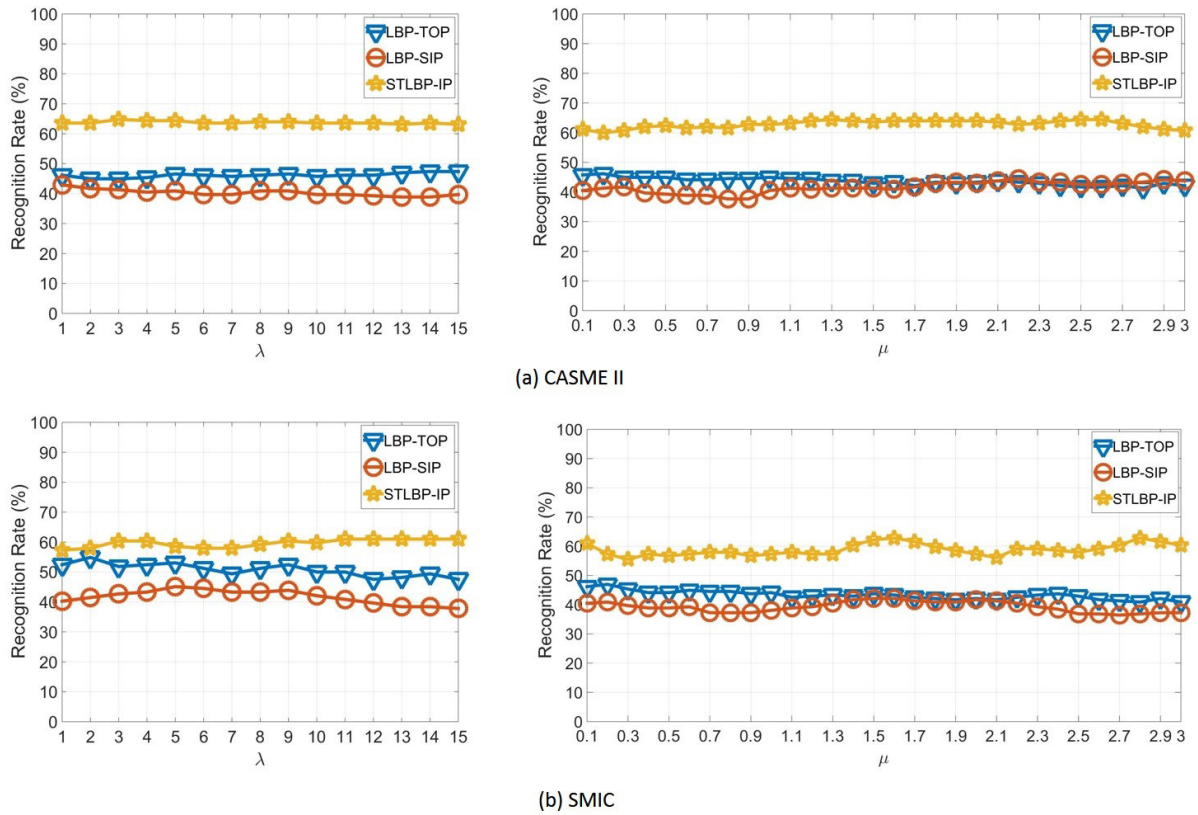 100
90
80
70
60
50
40
30
20
10
0
Recognition Rate (%)
LBP-TOP
LBP-SIP
STLBP-IP
1 2 3 4 5 6 7 8 9 10 11 12 13 14 15
λ
100
90
80
70
60
50
40
30
20
10
0
Recognition Rate (%)
LBP-TOP
LBP-SIP
STLBP-IP
0.1 0.3 0.5 0.7 0.9 1.1 1.3 1.5 1.7 1.9 2.1 2.3 2.5 2.7 2.9 3
μ
(a) CASME II
100
90
80
70
60
50
40
30
20
10
0
Recognition Rate (%)
LBP-TOP
LBP-SIP
STLBP-IP
1 2 3 4 5 6 7 8 9 10 11 12 13 14 15
λ
100
90
80
70
60
50
40
30
20
10
0
Recognition Rate (%)
LBP-TOP
LBP-SIP
STLBP-IP
0.1 0.3 0.5 0.7 0.9 1.1 1.3 1.5 1.7 1.9 2.1 2.3 2.5 2.7 2.9 3
μ
(b) SMIC